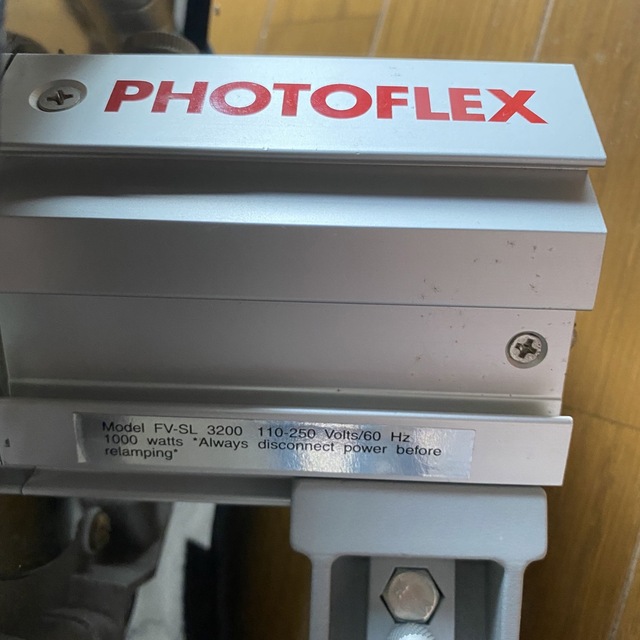 PHOTOFLEX
Model FV-SL 3200 110-250 Volts/60 Hz
1000 watts *Always disconnect power before
relamping*